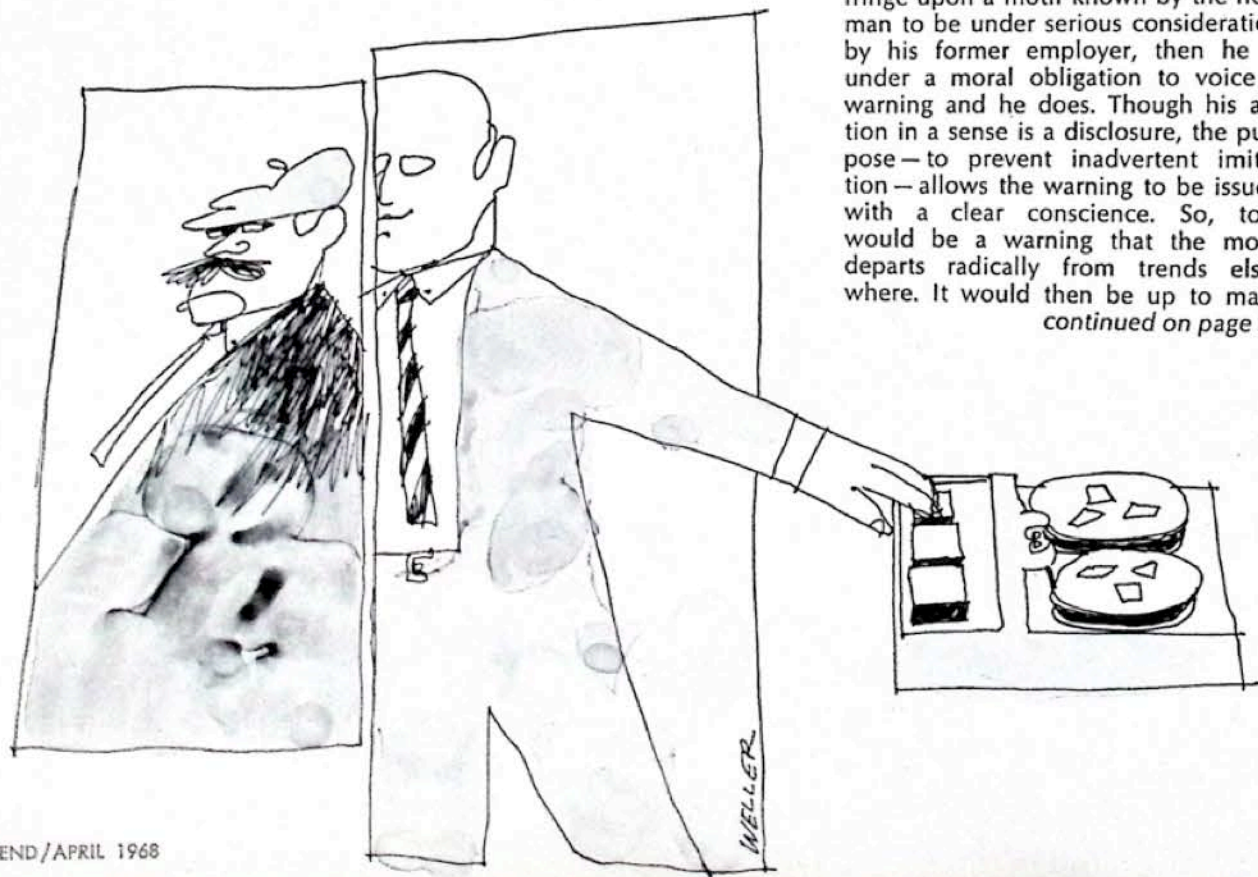 man to be under serious consideratio
by his former employer, then he
under a moral obligation to voice
warning and he does. Though his a
tion in a sense is a disclosure, the pu
pose — to prevent inadvertent imit
tion — allows the warning to be issue
with a clear conscience. So, to
would be a warning that the mo
departs radically from trends els
where. It would then be up to ma
continued on page
WELLER
END/APRIL 1968